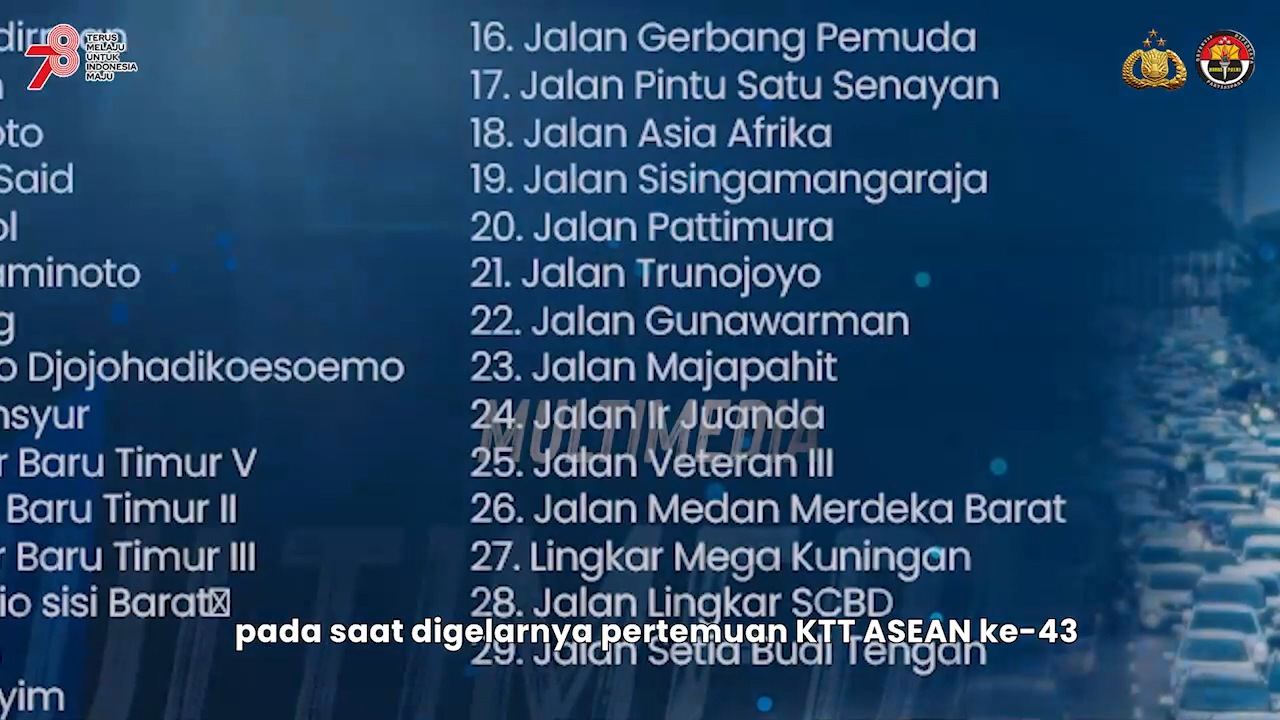 TERUS
MELAJU
UNTUK
INDONESIA
MAJU
78
oto
Said
ol
aminoto
g
o Djojohadikoesoemo
nsyur
r Baru Timur V
Baru Timur II
r Baru Timur III
io sisi Barat
yim
16. Jalan Gerbang Pemuda
17. Jalan Pintu Satu Senayan
18. Jalan Asia Afrika
19. Jalan Sisingamangaraja
20. Jalan Pattimura
21. Jalan Trunojoyo
22. Jalan Gunawarman
23. Jalan Majapahit
24. Jalan Ir Juanda
25. Jalan Veteran III
26. Jalan Medan Merdeka Barat
27. Lingkar Mega Kuningan
28. Jalan Lingkar SCBD
29. Jalan Setia Budi Tengah
MULTIMEDIA
pada saat digelarnya pertemuan KTT ASEAN ke-43